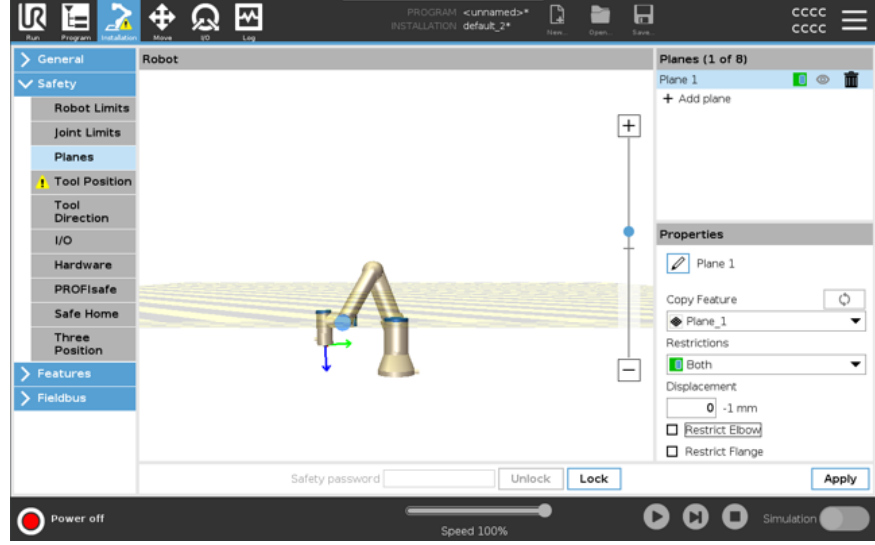 PROGRAM <unnamed>*
INSTALLATION default_2*
CCCC
CCCC
Run
Program
Installation
Move
I/O
Log
New...
Open...
Save...
General
Safety
Robot Limits
Joint Limits
Planes
Tool Position
Tool
Direction
I/O
Hardware
PROFIsafe
Safe Home
Three
Position
Features
Fieldbus
Robot
Planes (1 of 8)
Plane 1
+ Add plane
Properties
Plane 1
Copy Feature
Plane_1
Restrictions
Both
Displacement
0 -1 mm
Restrict Elbow
Restrict Flange
Safety password
Unlock
Lock
Apply
Power off
Speed 100%
Simulation